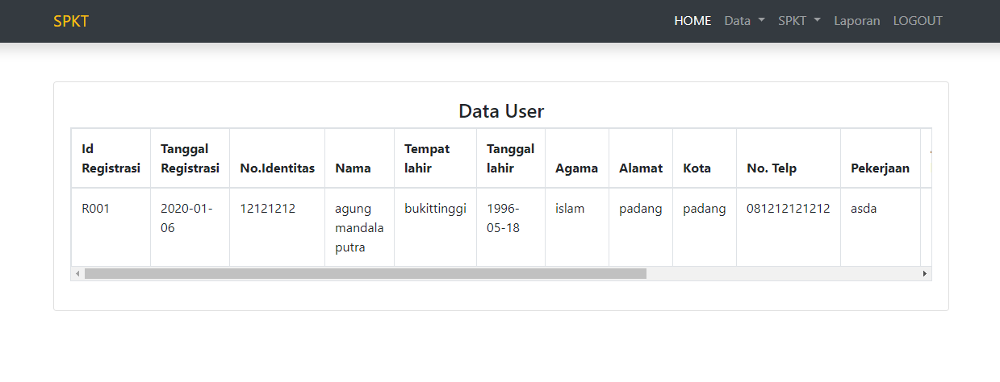 SPKT HOME Data SPKT Laporan LOGOUT
Data User
Id Registrasi Tanggal Registrasi No.Identitas Nama Tempat lahir Tanggal lahir Agama Alamat Kota No. Telp Pekerjaan
R001 2020-01-06 12121212 agung mandala putra bukittinggi 1996-05-18 islam padang padang 081212121212 asda